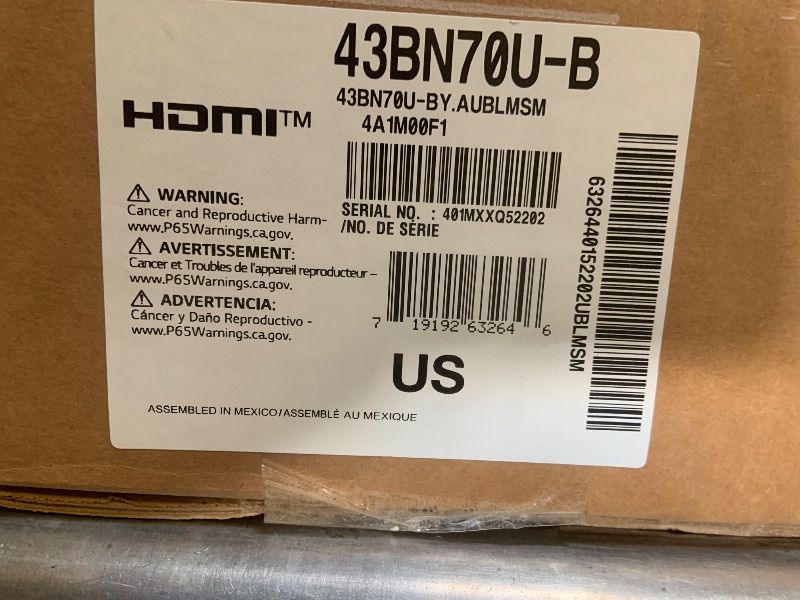 43BN70U-B
43BN70U-BY.AUBLMSM
4A1M00F1
HDMI™
SERIAL NO. : 401MXXQ52202
/NO. DE SÉRIE
⚠ WARNING:
Cancer and Reproductive Harm-
www.P65Warnings.ca.gov.
⚠ AVERTISSEMENT:
Cancer et Troubles de l'appareil reproducteur –
www.P65Warnings.ca.gov.
⚠ ADVERTENCIA:
Cáncer y Daño Reproductivo -
www.P65Warnings.ca.gov.
7 19192 63264 6
US
ASSEMBLED IN MEXICO/ASSEMBLÉ AU MEXIQUE
6326440152202UBLMSM